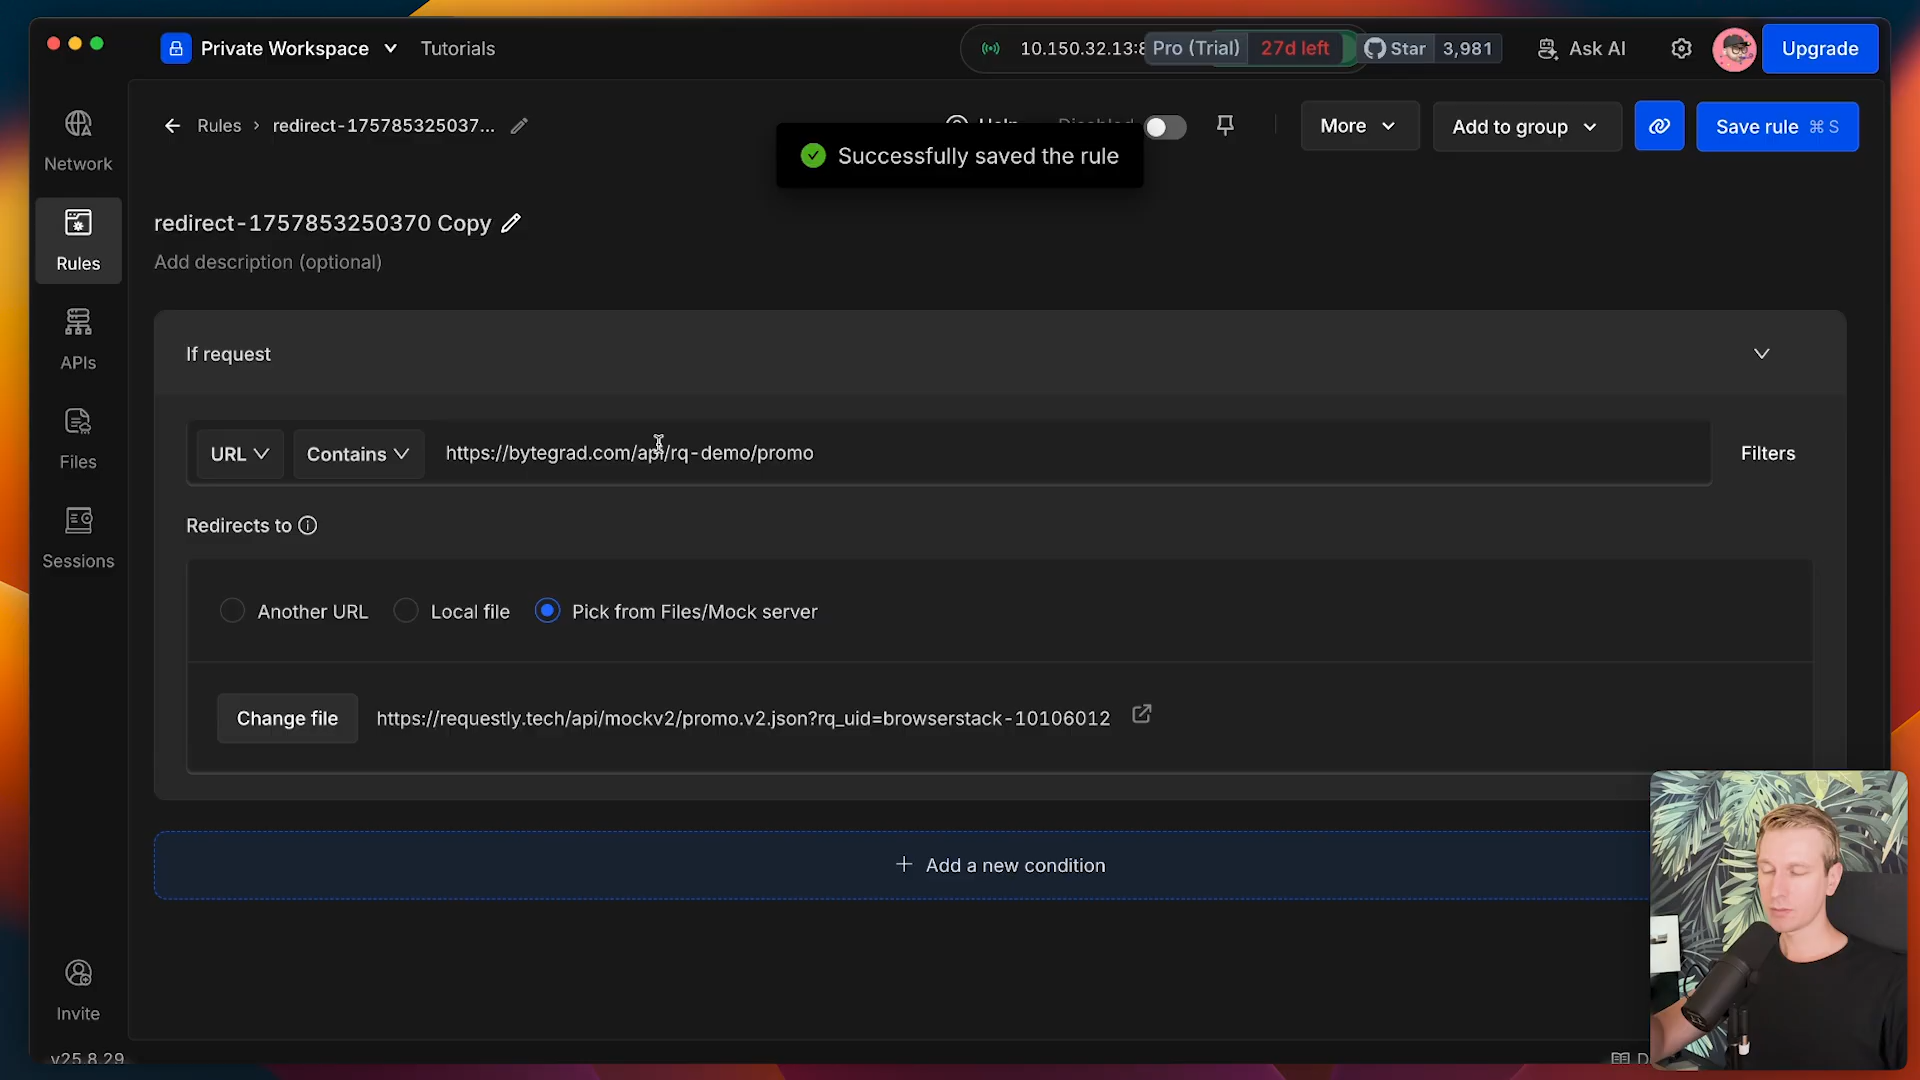 Private Workspace
Tutorials
10.150.32.13:8
Pro (Trial)
27d left
Star
3,981
Ask AI
Upgrade
Network
Rules
APIs
Files
Sessions
Invite
v25.8.29
Rules > redirect-175785325037...
Help
Disabled
More
Add to group
Save rule ⌘ S
Successfully saved the rule
redirect-1757853250370 Copy
Add description (optional)
If request
URL
Contains
https://bytegrad.com/api/rq-demo/promo
Filters
Redirects to
Another URL
Local file
Pick from Files/Mock server
Change file
https://requestly.tech/api/mockv2/promo.v2.json?rq_uid=browserstack-10106012
+ Add a new condition